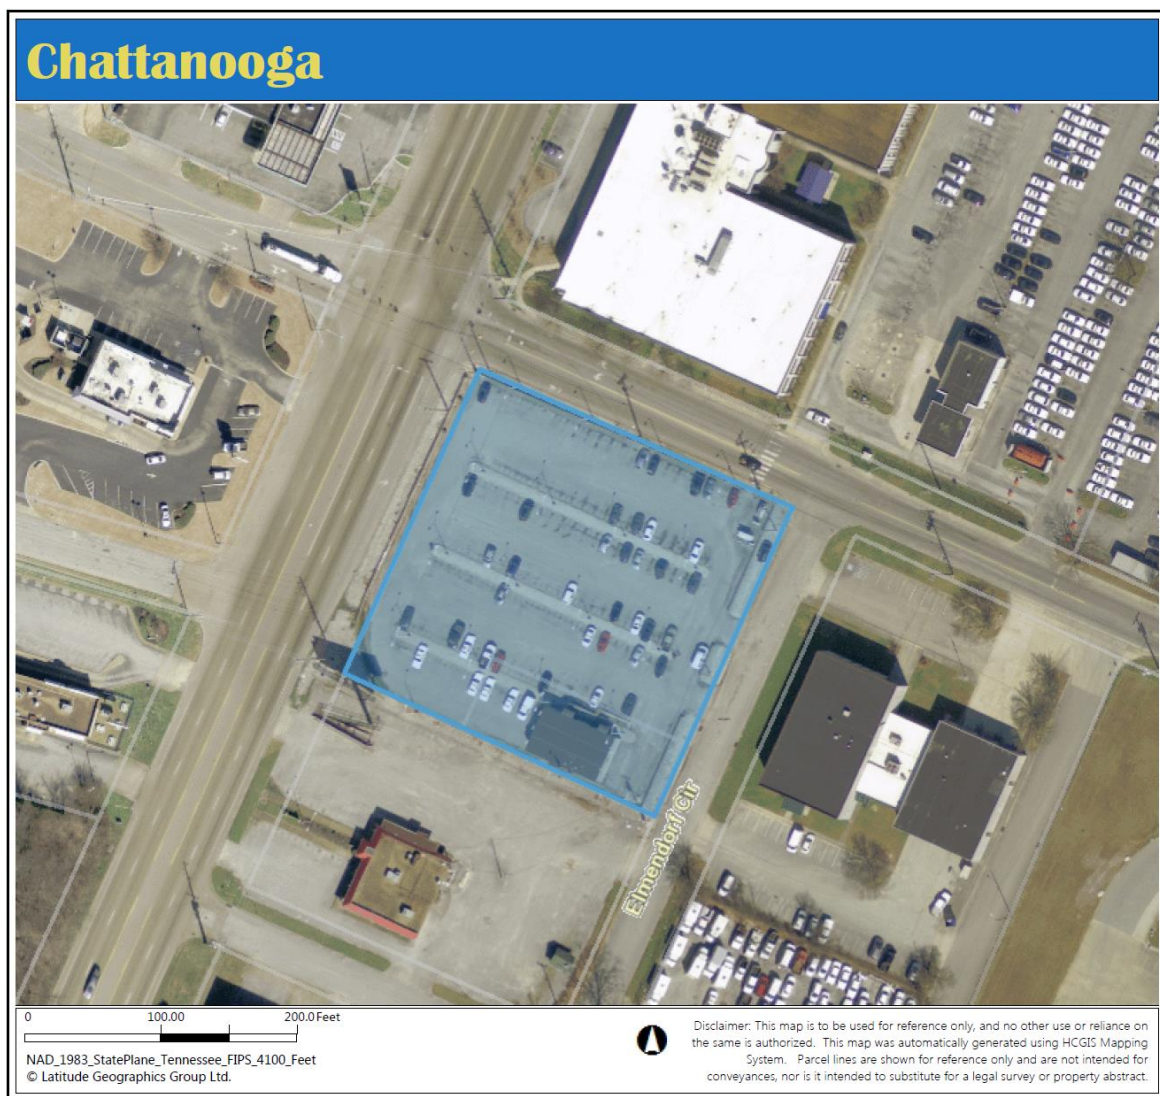 Chattanooga
Elmendorf Cir
0 100.00 200.0 Feet
NAD_1983_StatePlane_Tennessee_FIPS_4100_Feet
© Latitude Geographics Group Ltd.
Disclaimer: This map is to be used for reference only, and no other use or reliance on
the same is authorized. This map was automatically generated using HCGIS Mapping
System. Parcel lines are shown for reference only and are not intended for
conveyances, nor is it intended to substitute for a legal survey or property abstract.